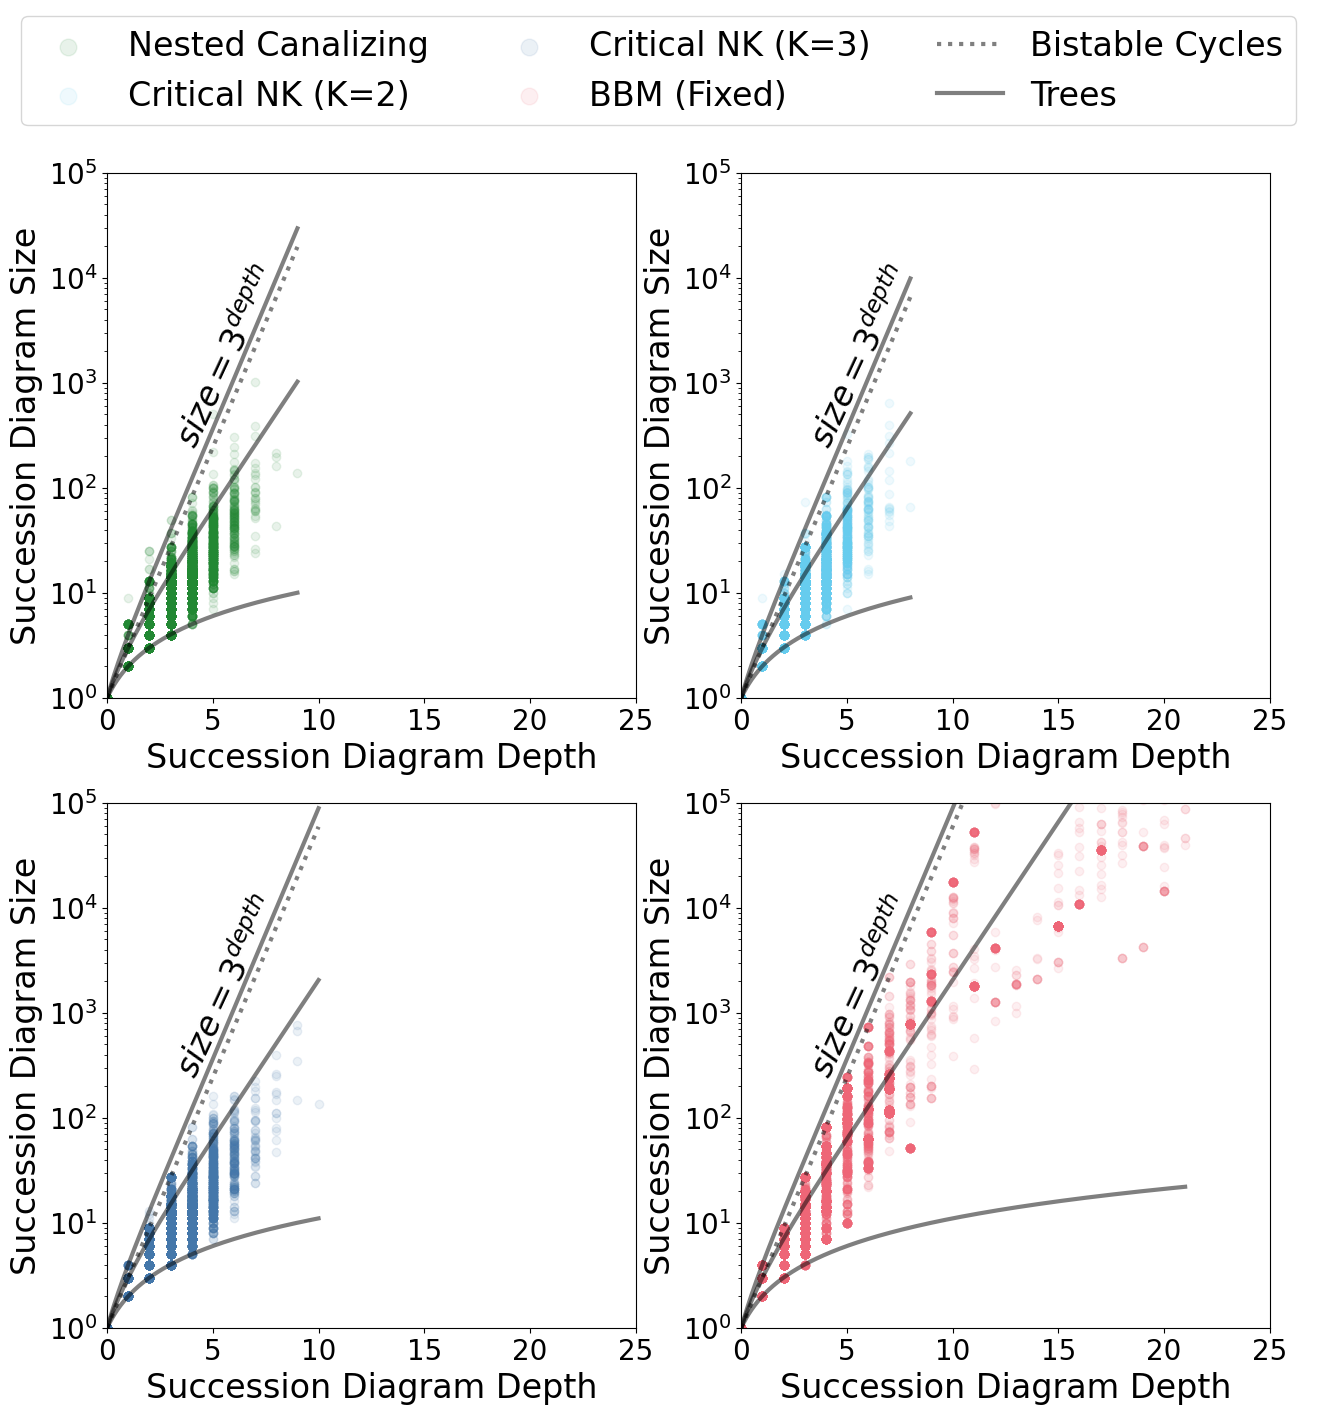 Nested Canalizing
Critical NK (K=2)
Critical NK (K=3)
BBM (Fixed)
Bistable Cycles
Trees
10^5
10^4
10^3
10^2
10^1
10^0
Succession Diagram Size
size = 3^depth
0 5 10 15 20 25
Succession Diagram Depth
10^5
10^4
10^3
10^2
10^1
10^0
Succession Diagram Size
size = 3^depth
0 5 10 15 20 25
Succession Diagram Depth
10^5
10^4
10^3
10^2
10^1
10^0
Succession Diagram Size
size = 3^depth
0 5 10 15 20 25
Succession Diagram Depth
10^5
10^4
10^3
10^2
10^1
10^0
Succession Diagram Size
size = 3^depth
0 5 10 15 20 25
Succession Diagram Depth